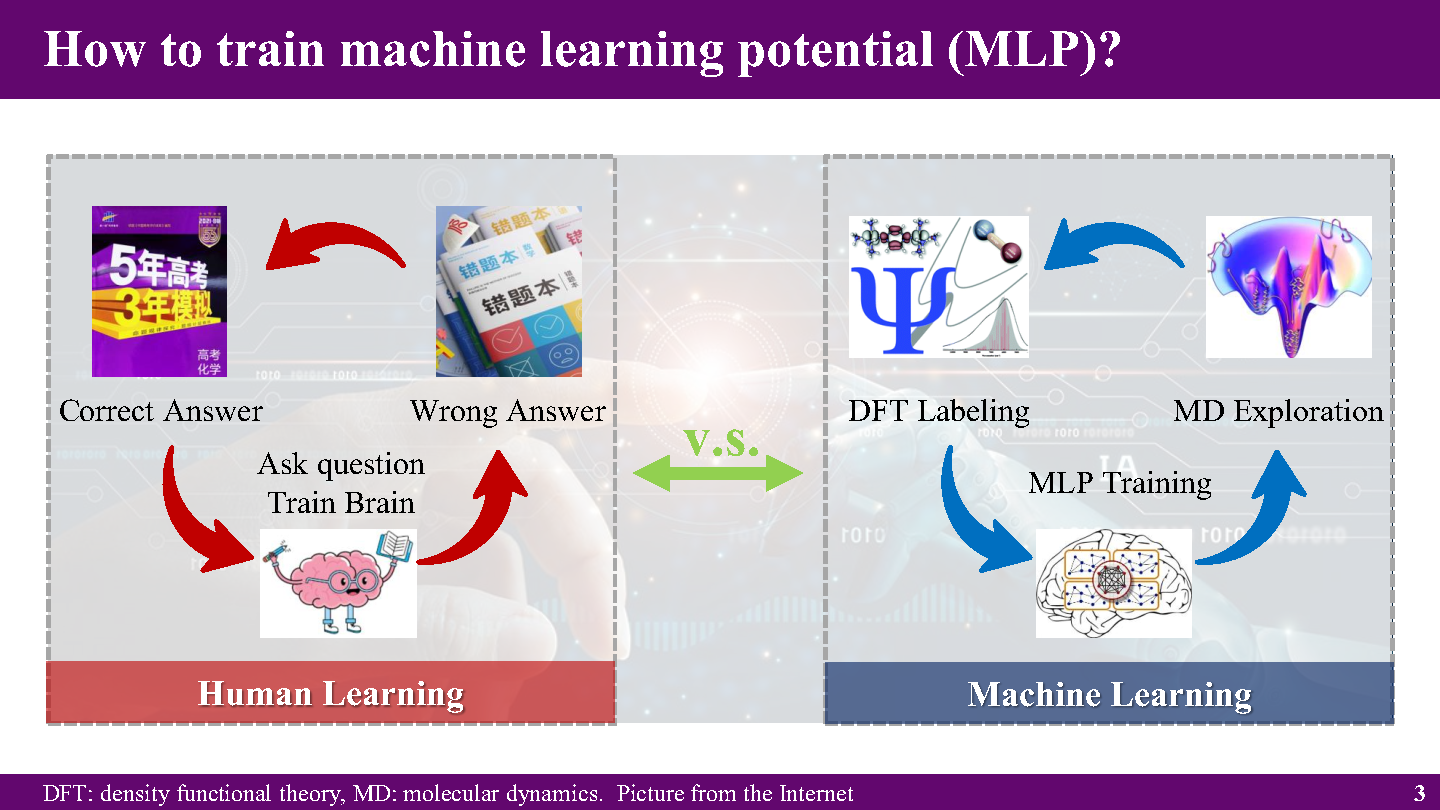 How to train machine learning potential (MLP)?
5年高考
3年模拟
高考
化学
错题本
错题本
错题本
Correct Answer
Wrong Answer
Ask question
Train Brain
Human Learning
v.s.
Ψ
DFT Labeling
MD Exploration
MLP Training
IA
Machine Learning
DFT: density functional theory, MD: molecular dynamics.  Picture from the Internet
3